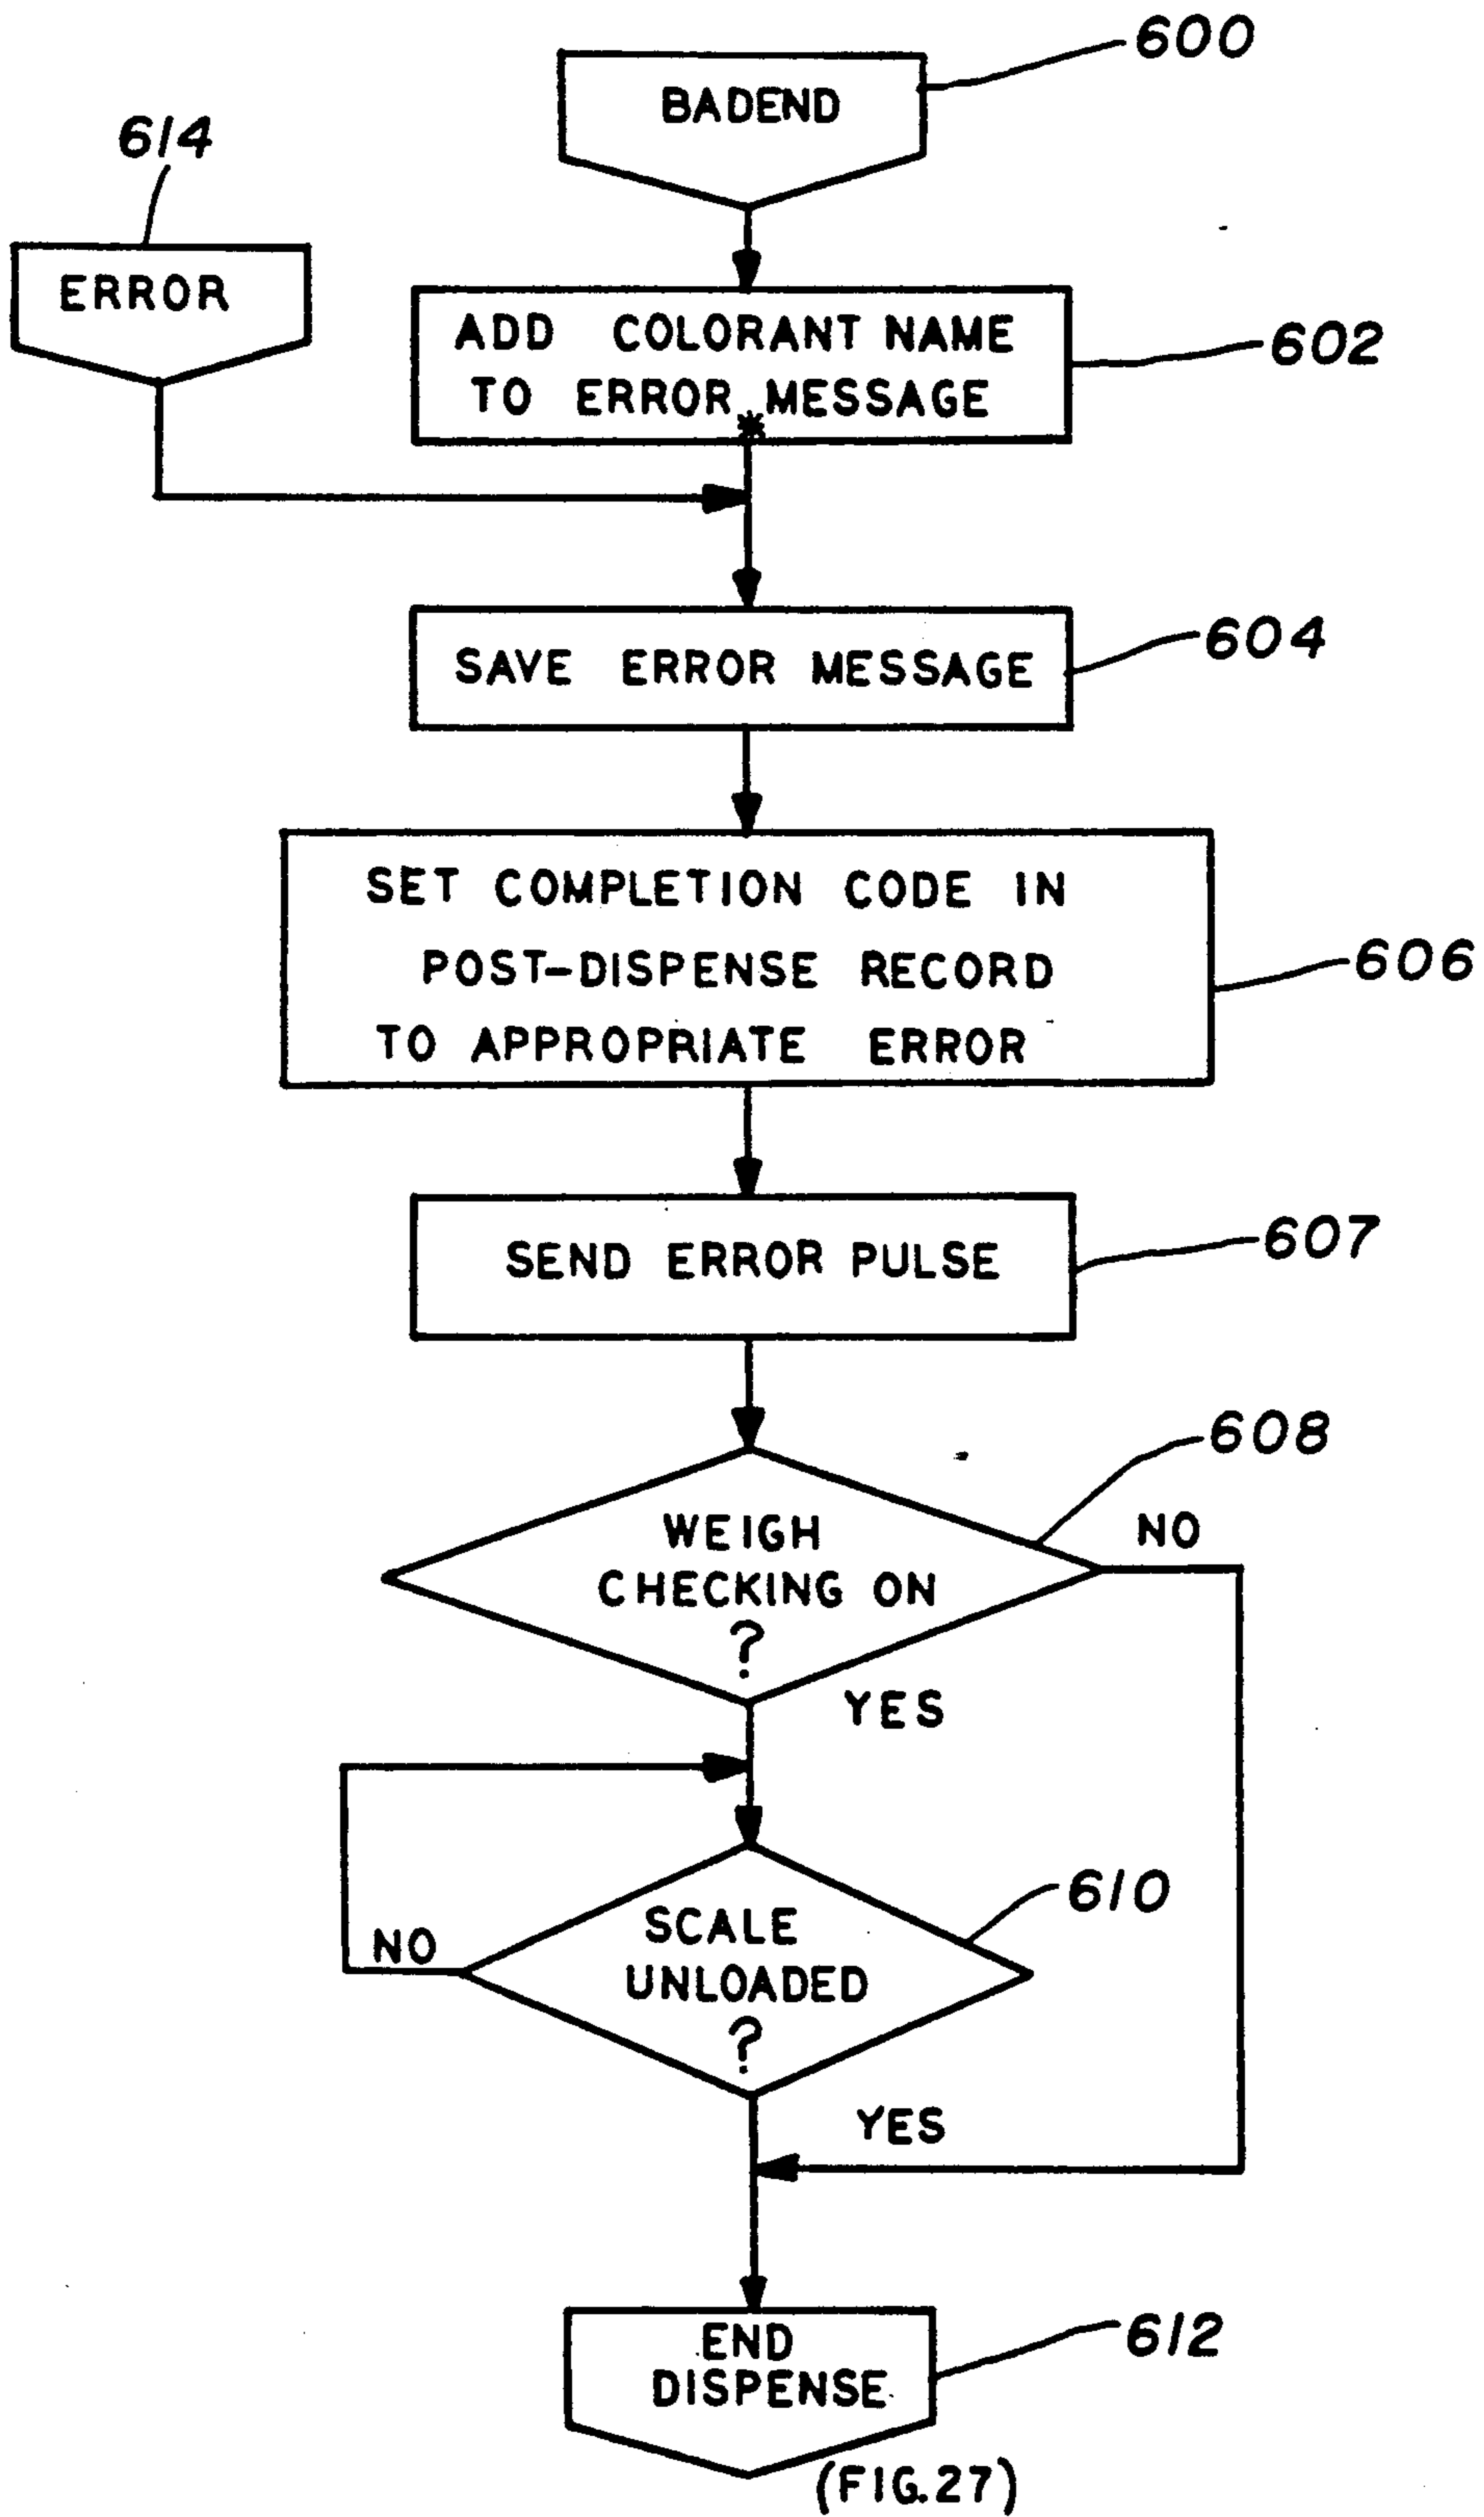 600
BADEND
614
ERROR
ADD COLORANT NAME
TO ERROR MESSAGE
602
*
SAVE ERROR MESSAGE
604
SET COMPLETION CODE IN
POST-DISPENSE RECORD
TO APPROPRIATE ERROR
606
SEND ERROR PULSE
607
608
WEIGH
CHECKING ON
?
NO
YES
610
SCALE
UNLOADED
?
NO
YES
END
DISPENSE
612
(FIG.27)